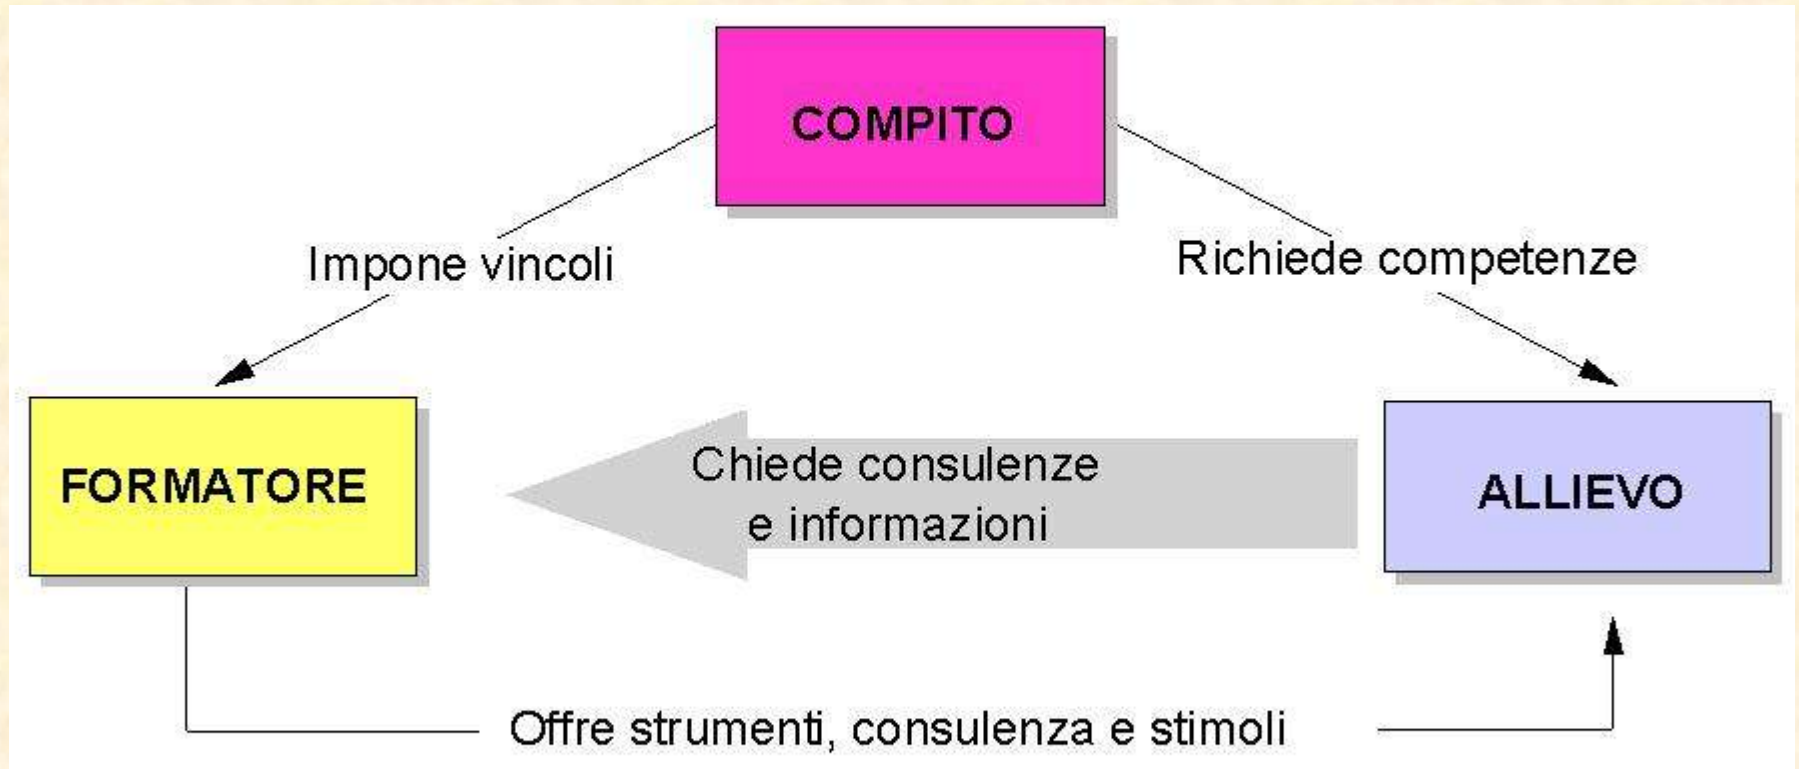 COMPITO
Impone vincoli
Richiede competenze
FORMATORE
Chiede consulenze
e informazioni
ALLIEVO
Offre strumenti, consulenza e stimoli